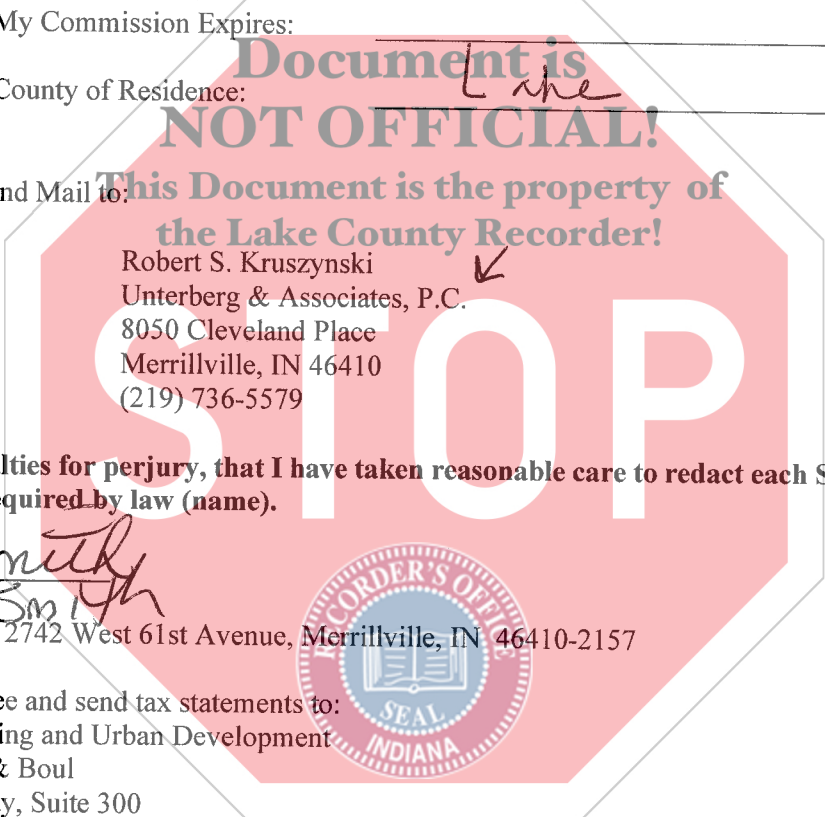 My Commission Expires:
Document is
County of Residence: Lake
NOT OFFICIAL!
nd Mail to:
This Document is the property of
the Lake County Recorder!
Robert S. Kruszynski
Unterberg & Associates, P.C.
8050 Cleveland Place
Merrillville, IN 46410
(219) 736-5579
STOP
lties for perjury, that I have taken reasonable care to redact each S
equired by law (name).
Smith
2742 West 61st Avenue, Merrillville, IN 46410-2157
RECORDER'S OFFICE
SEAL
INDIANA
ee and send tax statements to:
ing and Urban Development
& Boul
y, Suite 300